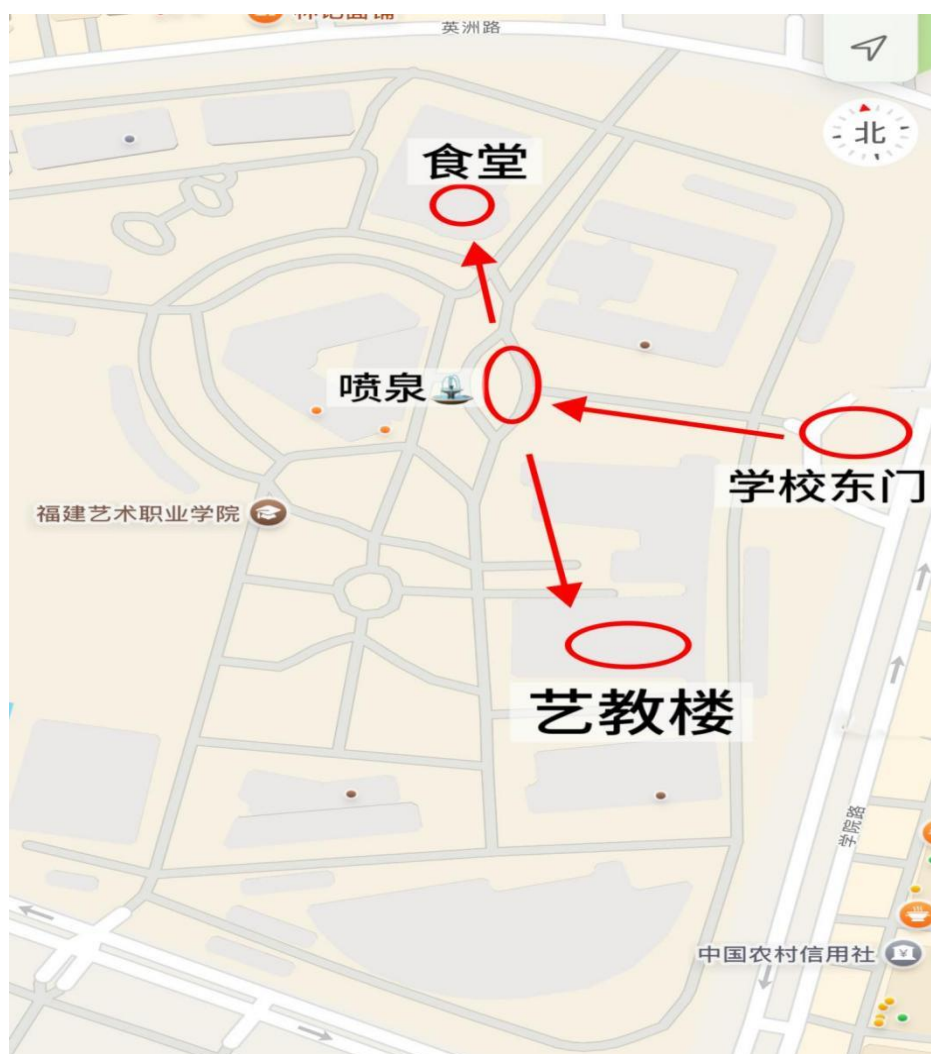 英洲路
北
食堂
喷泉
学校东门
福建艺术职业学院
艺教楼
学院路
中国农村信用社